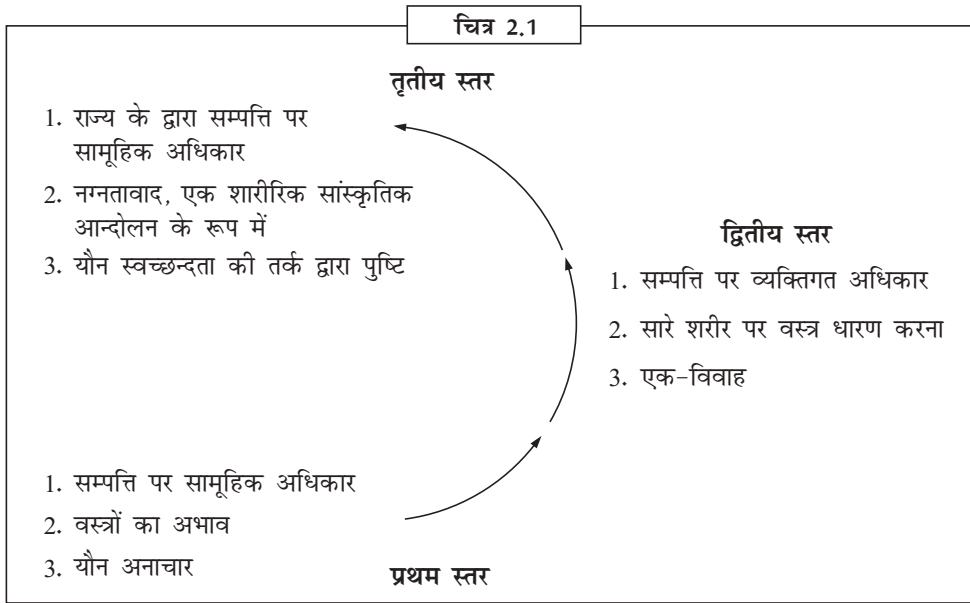 चित्र 2.1
तृतीय स्तर
1. राज्य के द्वारा सम्पत्ति पर
सामूहिक अधिकार
2. नग्नतावाद, एक शारीरिक सांस्कृतिक
आन्दोलन के रूप में
3. यौन स्वच्छन्दता की तर्क द्वारा पुष्टि
द्वितीय स्तर
1. सम्पत्ति पर व्यक्तिगत अधिकार
2. सारे शरीर पर वस्त्र धारण करना
3. एक-विवाह
1. सम्पत्ति पर सामूहिक अधिकार
2. वस्त्रों का अभाव
3. यौन अनाचार
प्रथम स्तर